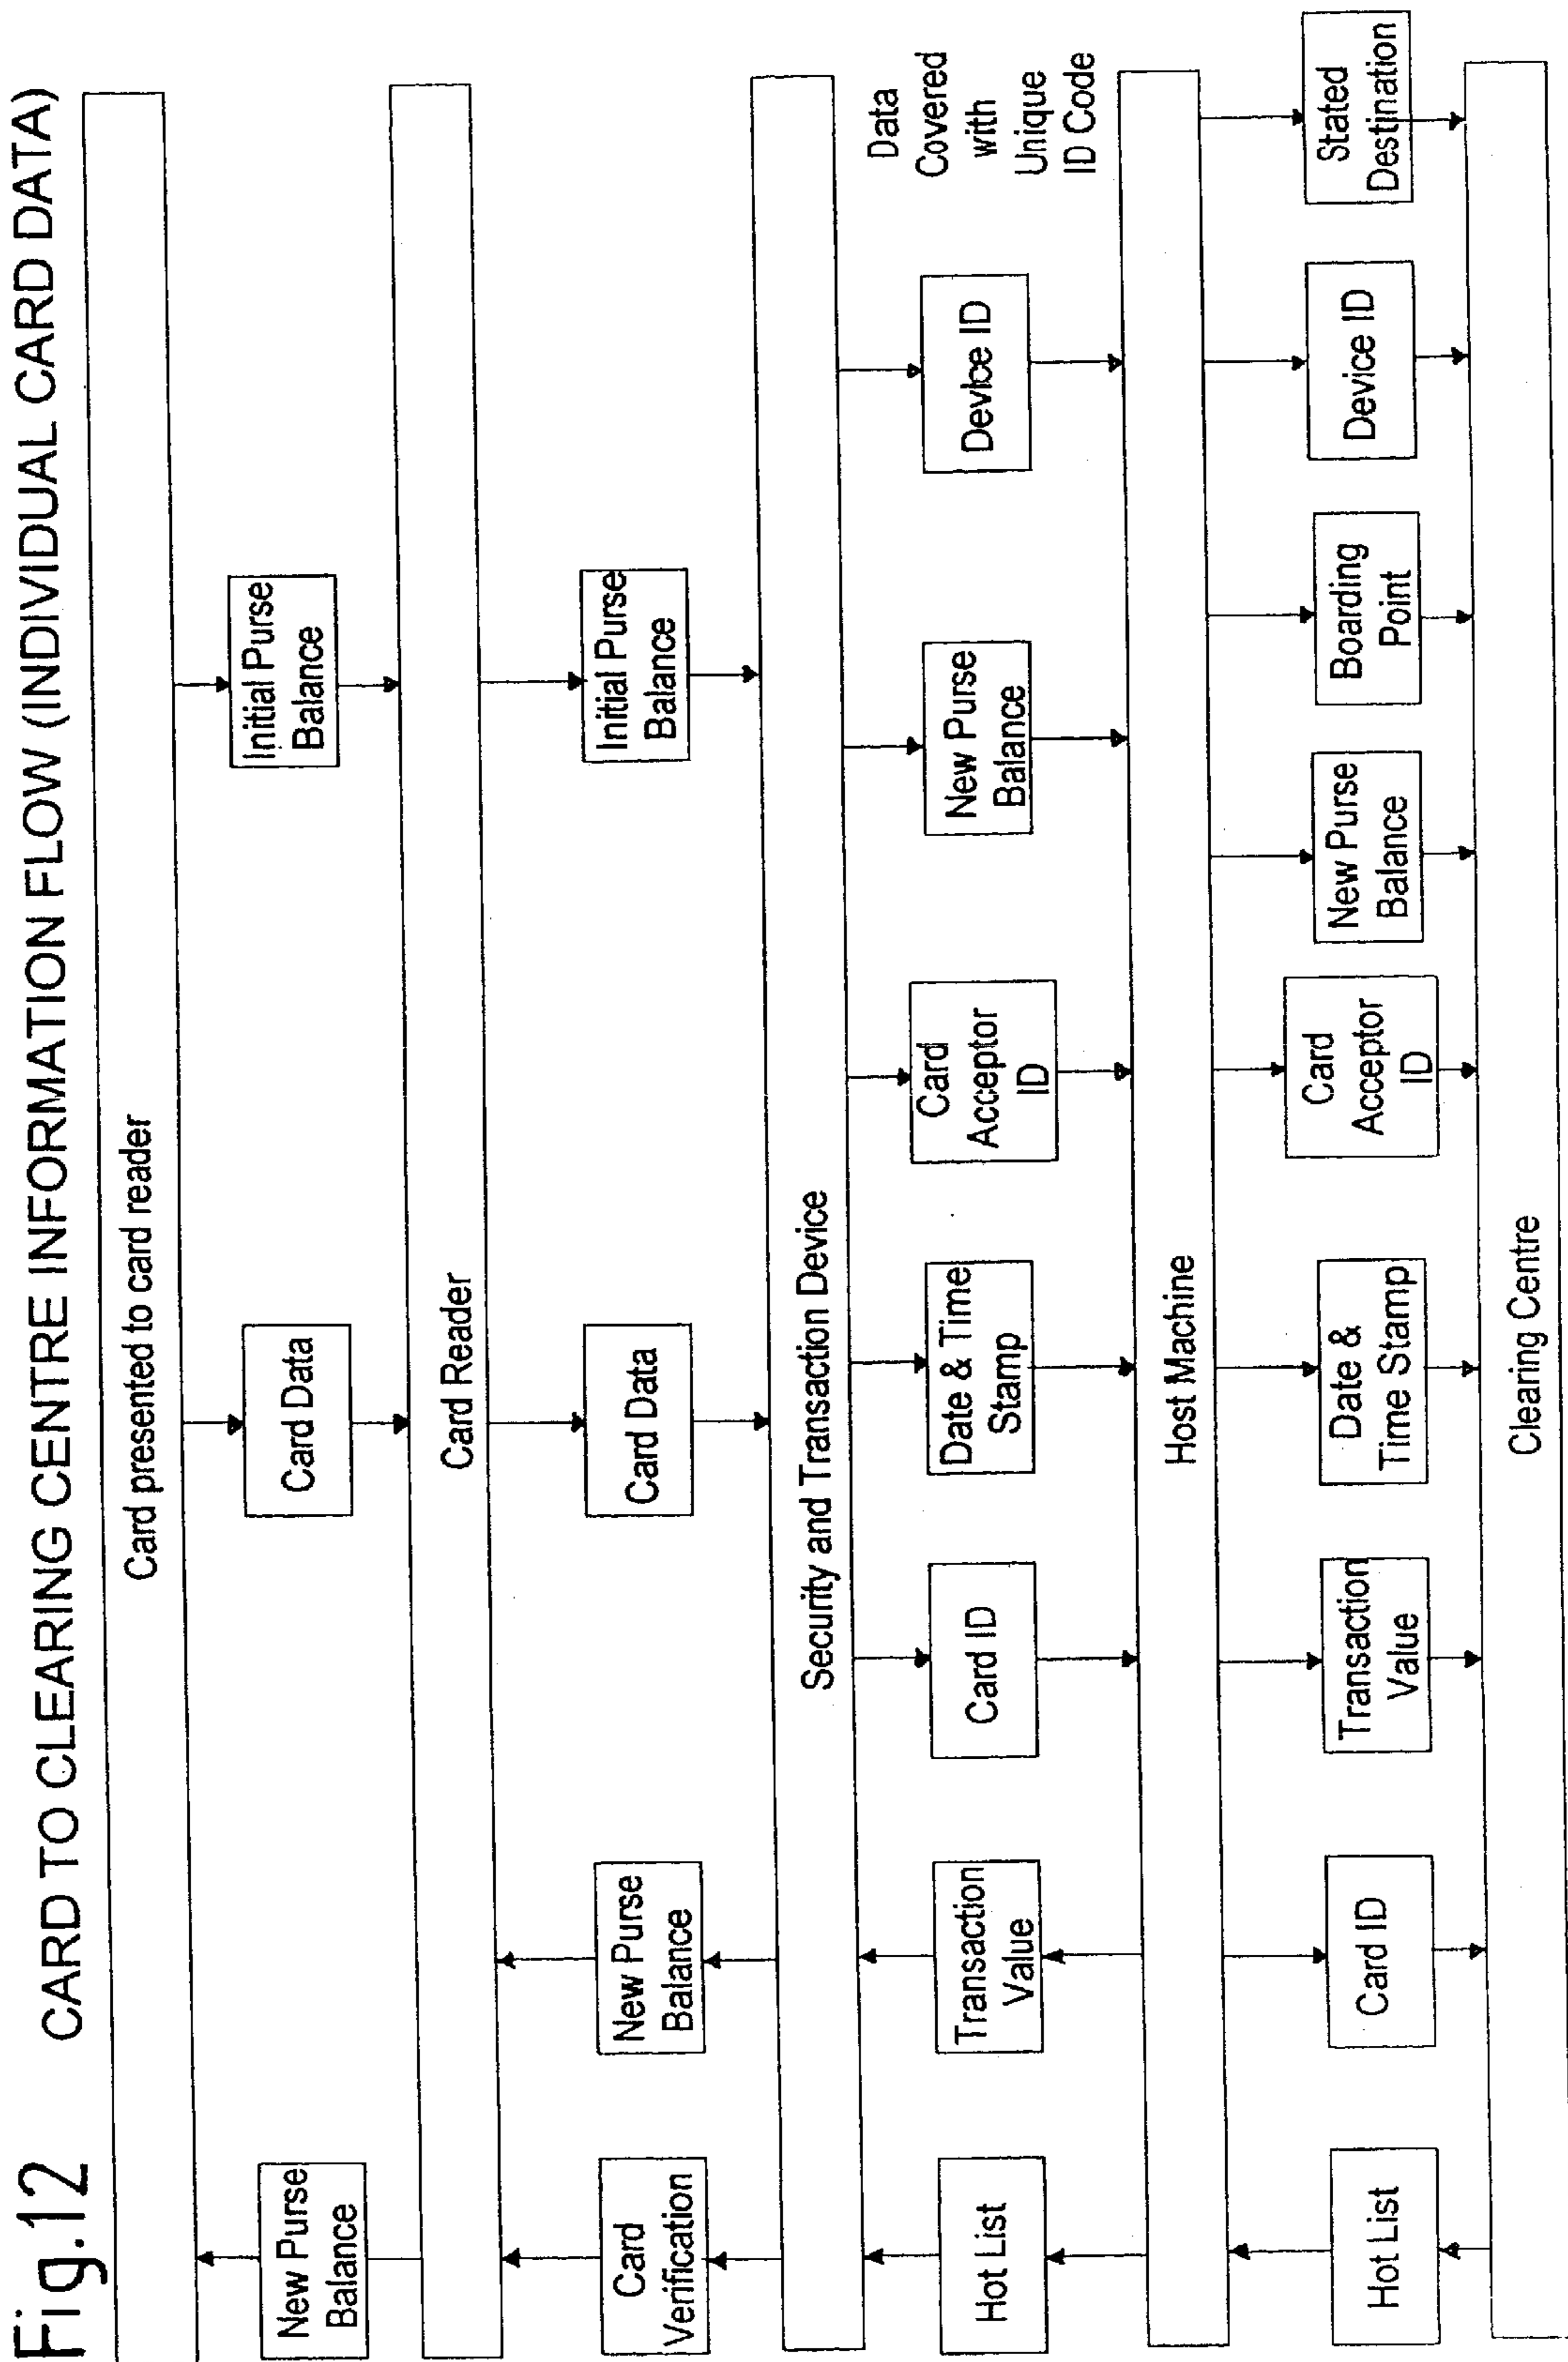 Fig.12
CARD TO CLEARING CENTRE INFORMATION FLOW (INDIVIDUAL CARD DATA)
Card presented to card reader
New Purse
Balance
Card Data
Initial Purse
Balance
Card Reader
Card
Verification
New Purse
Balance
Card Data
Initial Purse
Balance
Security and Transaction Device
Hot List
Transaction
Value
Card ID
Date & Time
Stamp
Card
Acceptor
ID
New Purse
Balance
Device ID
Data
Covered
with
Unique
ID Code
Host Machine
Hot List
Card ID
Transaction
Value
Date &
Time Stamp
Card
Acceptor
ID
New Purse
Balance
Boarding
Point
Device ID
Stated
Destination
Clearing Centre